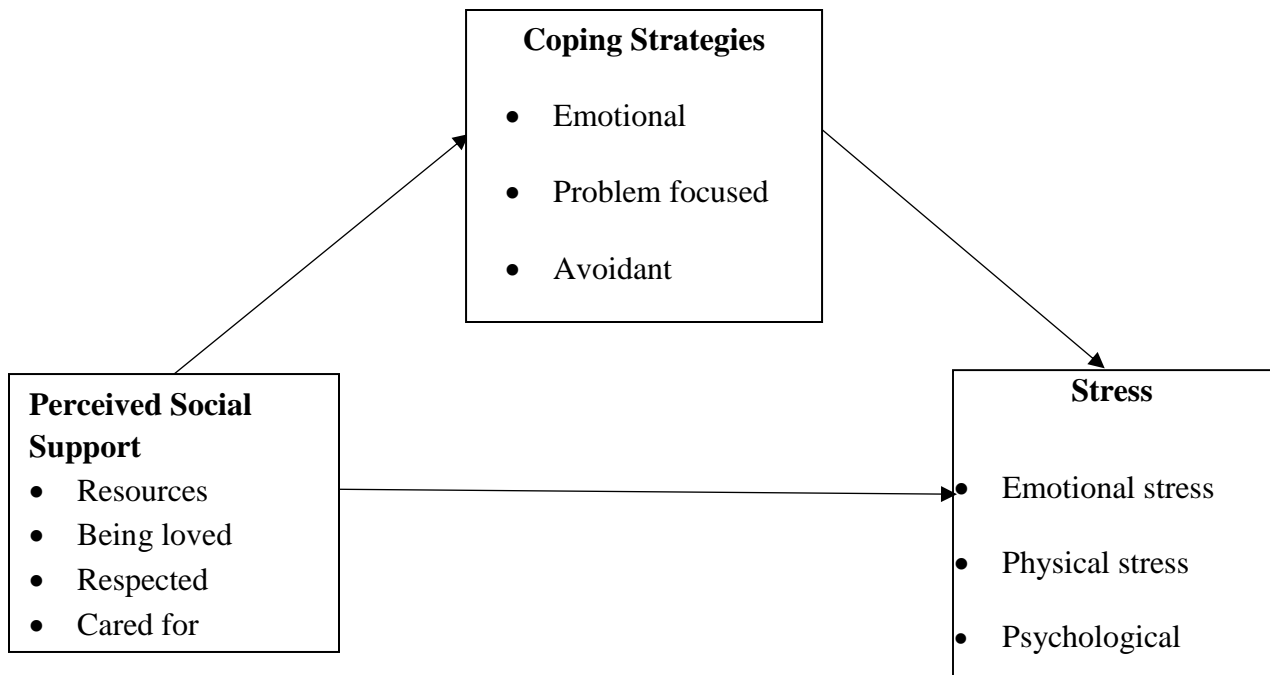 Coping Strategies
• Emotional
• Problem focused
• Avoidant
Perceived Social
Support
• Resources
• Being loved
• Respected
• Cared for
Stress
• Emotional stress
• Physical stress
• Psychological